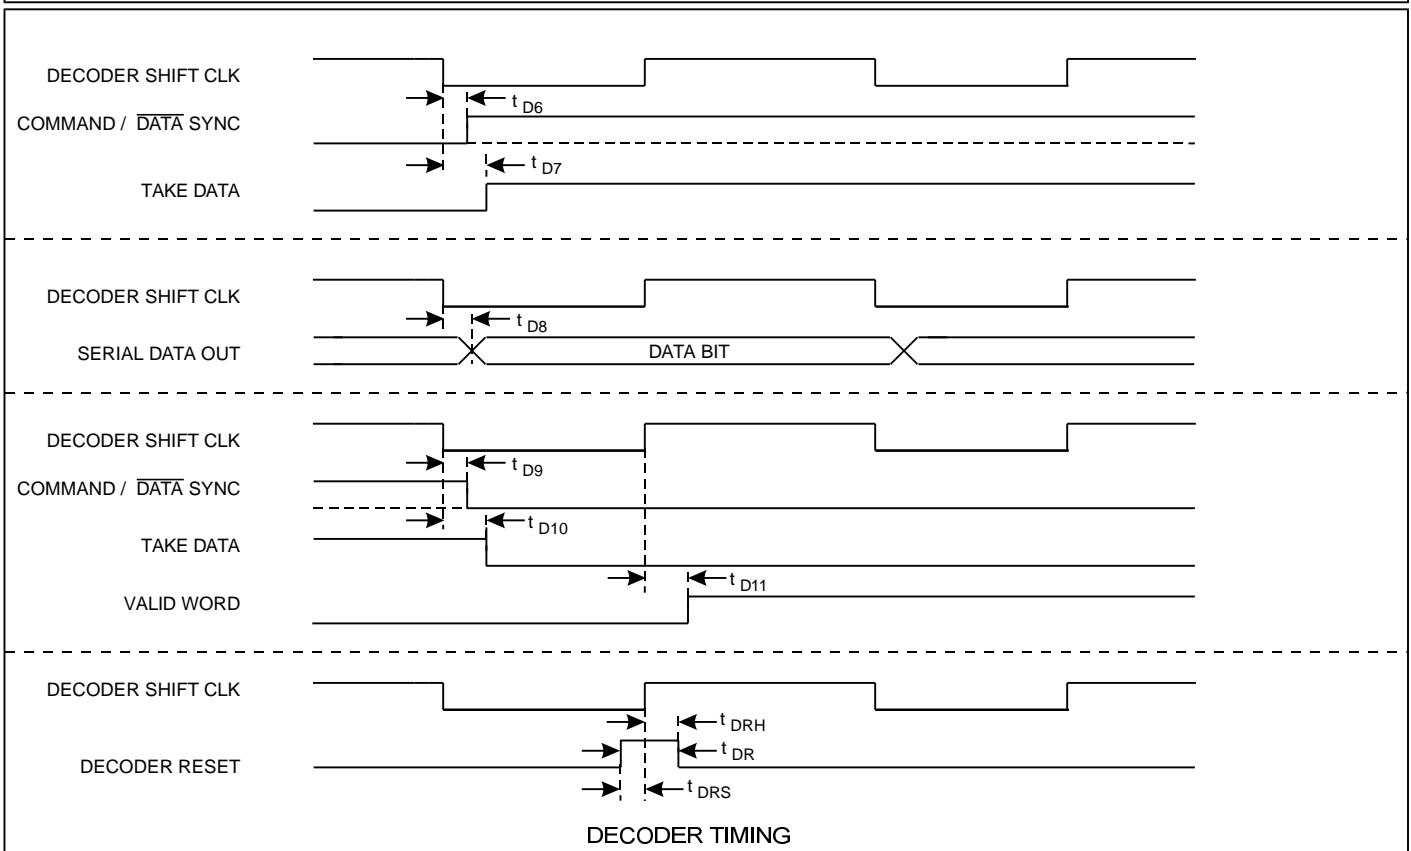 DECODER SHIFT CLK
t D6
COMMAND / DATA SYNC
t D7
TAKE DATA
DECODER SHIFT CLK
t D8
SERIAL DATA OUT
DATA BIT
DECODER SHIFT CLK
t D9
COMMAND / DATA SYNC
t D10
TAKE DATA
t D11
VALID WORD
DECODER SHIFT CLK
t DRH
t DR
DECODER RESET
t DRS
DECODER TIMING